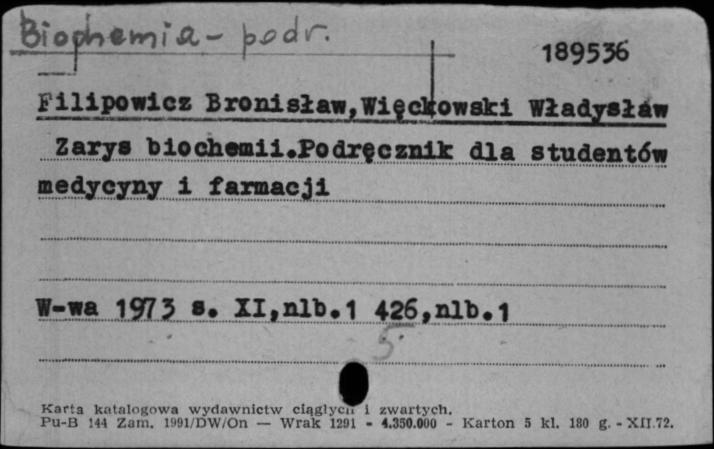 Biochemia - podr.
189536
Filipowicz Bronisław,Więckowski Władysław
Zarys biochemii.Podręcznik dla studentów
medycyny i farmacji
W-wa 1973 s. XI,nlb.1 426,nlb.1
5
Karta katalogowa wydawnictw ciągłych i zwartych.
Pu-B 144 Zam. 1991/DW/On — Wrak 1291 - 4.350.000 - Karton 5 kl. 180 g. - XII.72.